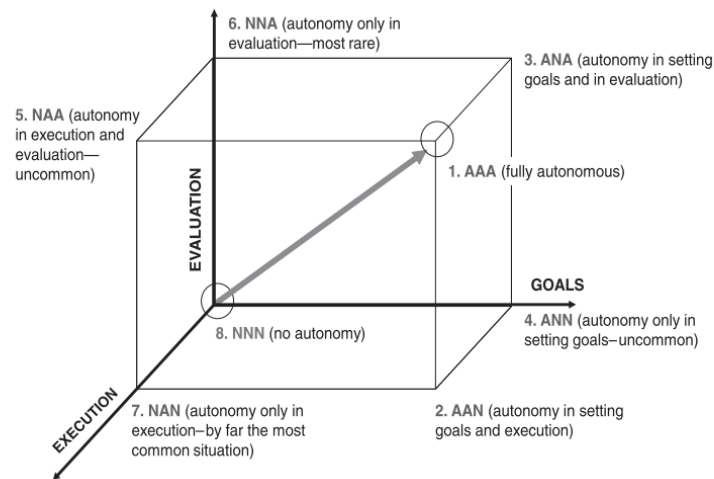 6. NNA (autonomy only in
evaluation—most rare)
3. ANA (autonomy in setting
goals and in evaluation)
5. NAA (autonomy
in execution and
evaluation—
uncommon)
1. AAA (fully autonomous)
EVALUATION
GOALS
8. NNN (no autonomy)
4. ANN (autonomy only in
setting goals–uncommon)
EXECUTION
7. NAN (autonomy only in
execution–by far the most
common situation)
2. AAN (autonomy in setting
goals and execution)